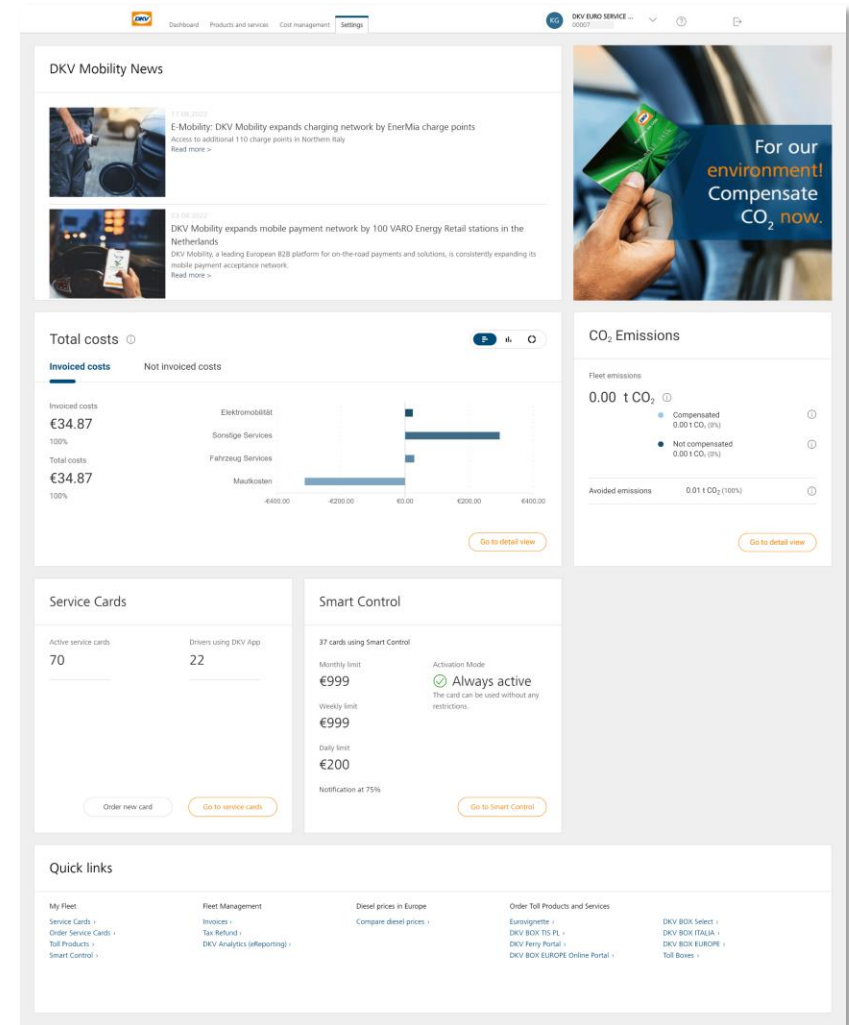 DKV
Dashboard Products and services Cost management Settings
KG
DKV EURO SERVICE ...
00007
DKV Mobility News
17.08.2022
E-Mobility: DKV Mobility expands charging network by EnerMia charge points
Access to additional 110 charge points in Northern Italy
Read more >
03.08.2022
DKV Mobility expands mobile payment network by 100 VARO Energy Retail stations in the
Netherlands
DKV Mobility, a leading European B2B platform for on-the-road payments and solutions, is consistently expanding its
mobile payment acceptance network.
Read more >
For our
environment!
Compensate
CO₂ now.
Total costs
Invoiced costs Not invoiced costs
Invoiced costs
€34.87
100%
Total costs
€34.87
100%
Elektromobilität
Sonstige Services
Fahrzeug Services
Mautkosten
-€400.00 -€200.00 €0.00 €200.00 €400.00
Go to detail view
CO₂ Emissions
Fleet emissions
0.00 t CO₂
Compensated
0.00 t CO₂ (0%)
Not compensated
0.00 t CO₂ (0%)
Avoided emissions 0.01 t CO₂ (100%)
Go to detail view
Service Cards
Active service cards
70
Drivers using DKV App
22
Order new card
Go to service cards
Smart Control
37 cards using Smart Control
Monthly limit
€999
Weekly limit
€999
Daily limit
€200
Notification at 75%
Activation Mode
Always active
The card can be used without any
restrictions.
Go to Smart Control
Quick links
My Fleet
Service Cards ›
Order Service Cards ›
Toll Products ›
Smart Control ›
Fleet Management
Invoices ›
Tax Refund ›
DKV Analytics (eReporting) ›
Diesel prices in Europe
Compare diesel prices ›
Order Toll Products and Services
Eurovignette ›
DKV BOX TIS PL ›
DKV Ferry Portal ›
DKV BOX EUROPE Online Portal ›
DKV BOX Select ›
DKV BOX ITALIA ›
DKV BOX EUROPE ›
Toll Boxes ›